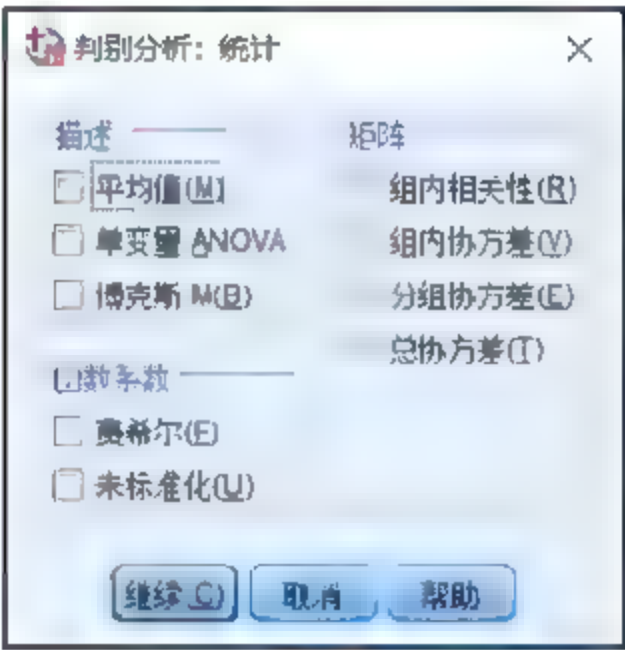 判别分析：统计
描述
平均值(M)
单变量 ANOVA
博克斯 M(B)
函数系数
费希尔(F)
未标准化(U)
矩阵
组内相关性(R)
组内协方差(V)
分组协方差(E)
总协方差(T)
继续(C)
取消
帮助